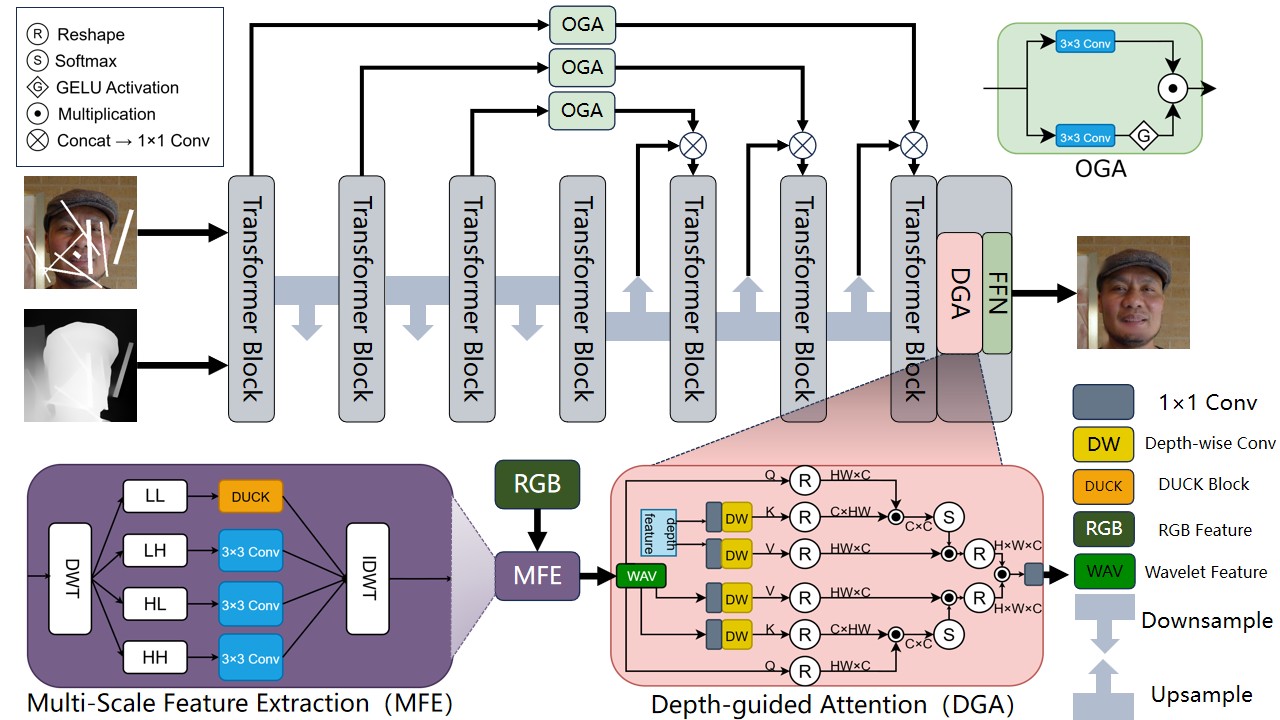 R Reshape
S Softmax
G GELU Activation
Multiplication
Concat → 1×1 Conv
OGA
OGA
OGA
3×3 Conv
3×3 Conv
G
OGA
Transformer Block
Transformer Block
Transformer Block
Transformer Block
Transformer Block
Transformer Block
Transformer Block
DGA
FFN
1×1 Conv
DW Depth-wise Conv
DUCK DUCK Block
RGB RGB Feature
WAV Wavelet Feature
Downsample
Upsample
DWT
LL
LH
HL
HH
DUCK
3×3 Conv
3×3 Conv
3×3 Conv
IDWT
Multi-Scale Feature Extraction（MFE）
RGB
MFE
WAV
depth
feature
Q R HW×C
DW K R C×HW C×C S
DW V R HW×C R H×W×C
DW V R HW×C R H×W×C
DW K R C×HW C×C S
Q R HW×C
Depth-guided Attention（DGA）